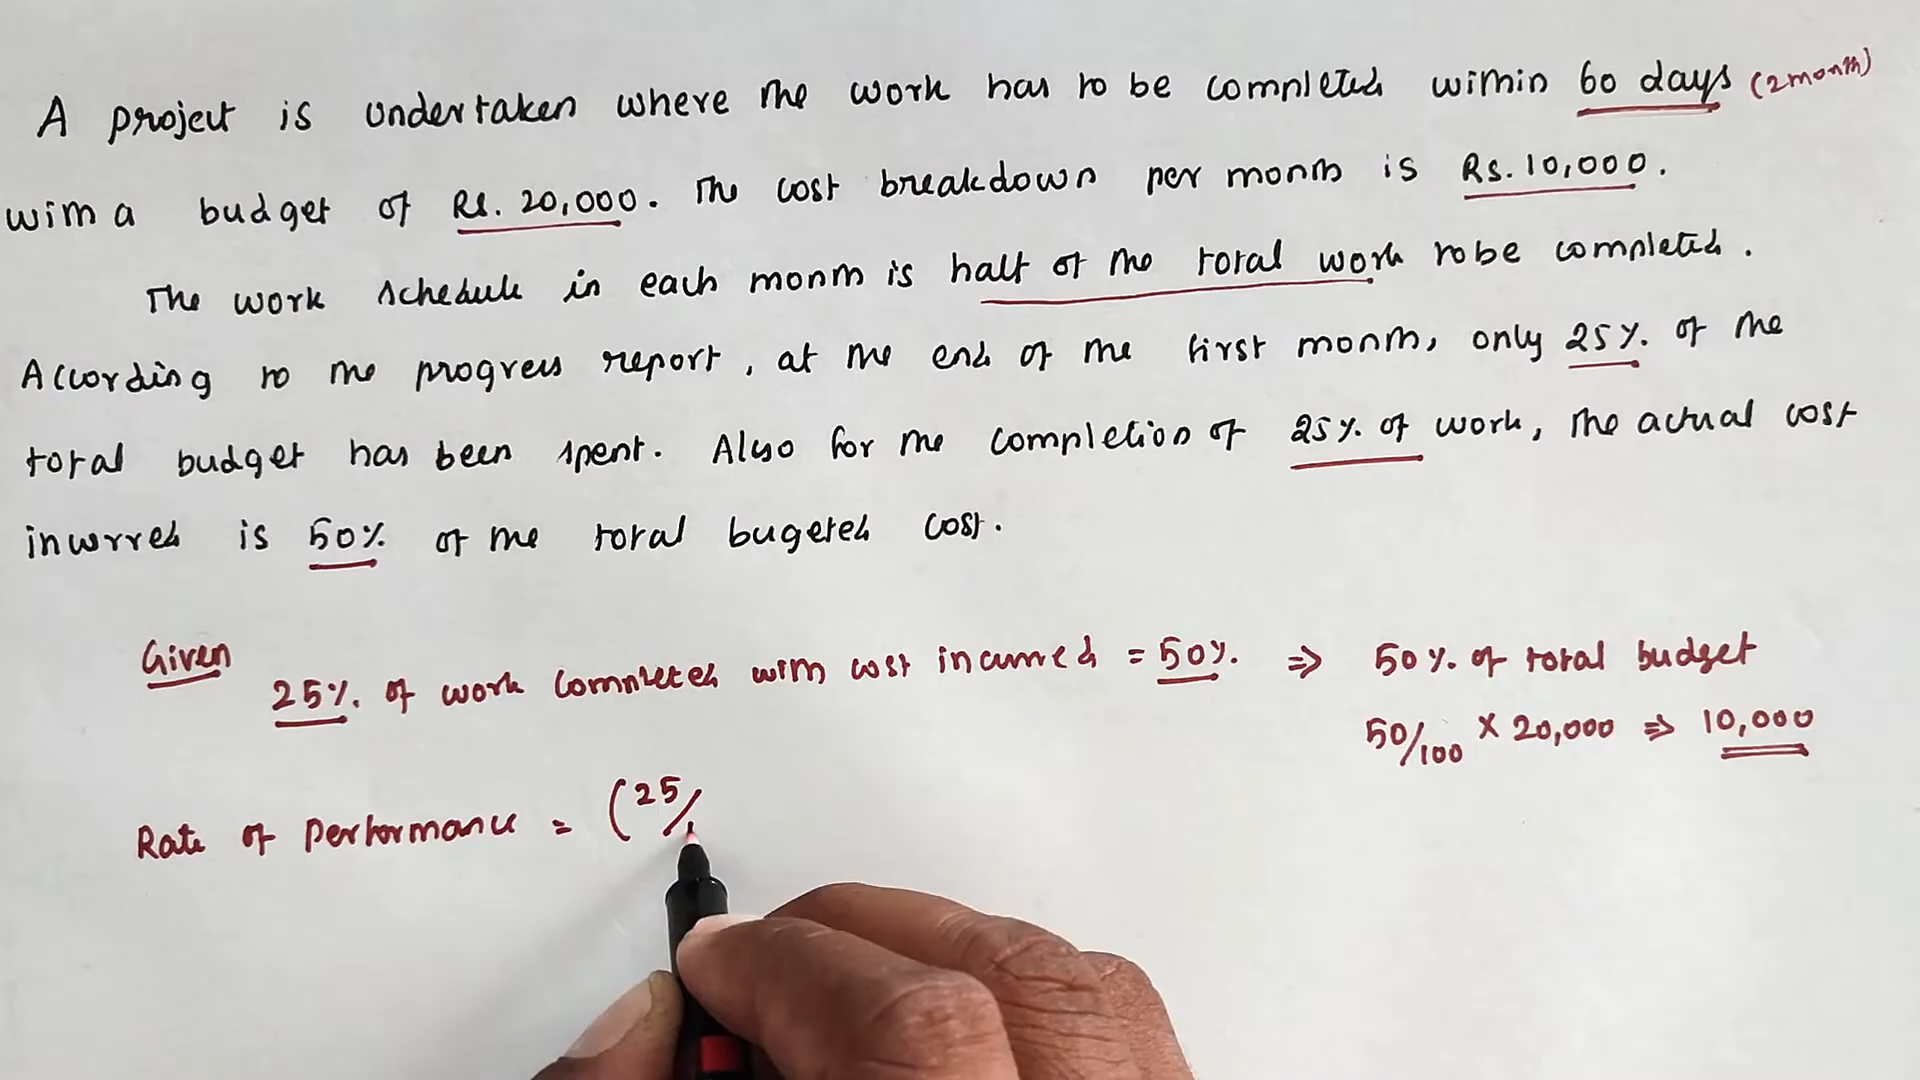 A project is undertaken where the work has to be completed within 60 days (2 month)
with a budget of Rs. 20,000. The cost breakdown per month is Rs. 10,000.
The work schedule in each month is half of the total work to be completed.
According to the progress report, at the end of the first month, only 25% of the
total budget has been spent. Also for the completion of 25% of work, the actual cost
incurred is 50% of the total bugeted cost.
Given
25% of work completed with cost incurred = 50% ⇒ 50% of total budget
50/100 × 20,000 ⇒ 10,000
Rate of performance = (25/